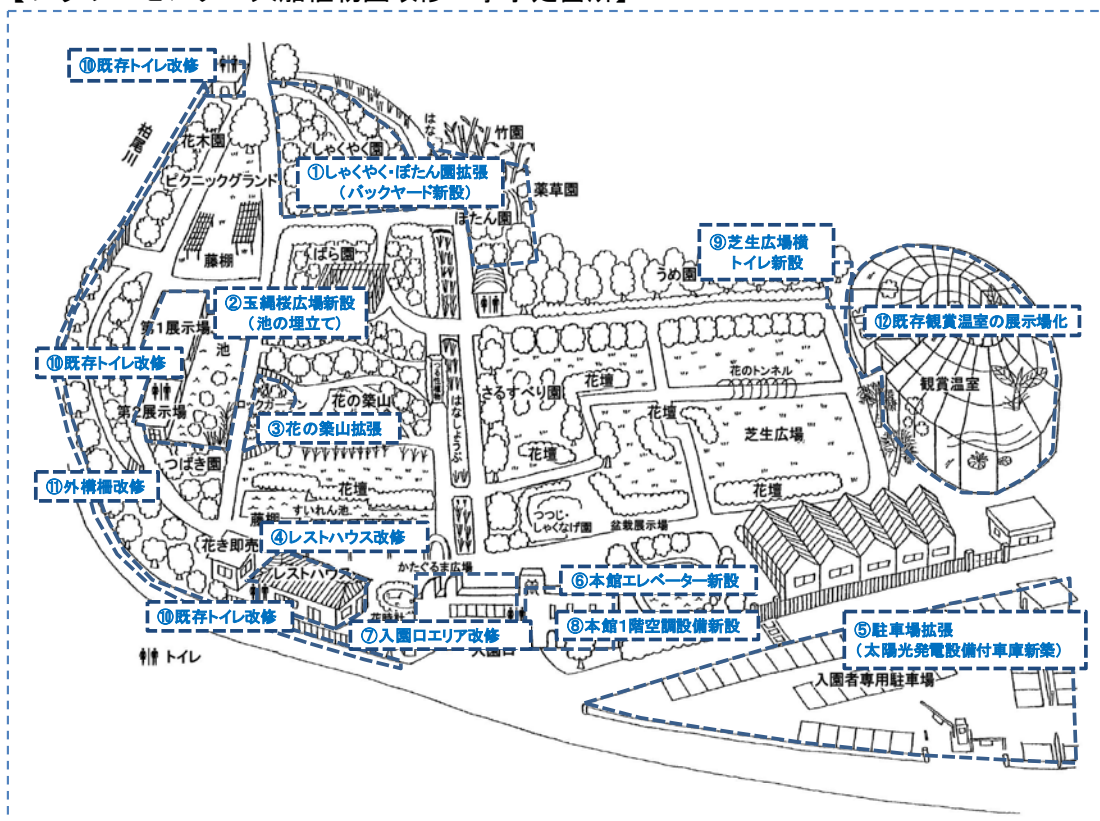 ⑩既存トイレ改修
柏尾川
花木園
ピクニックグランド
藤棚
しゃくやく園
①しゃくやく・ぼたん園拡張
（バックヤード新設）
竹園
薬草園
ぼたん園
ばら園
うめ園
⑨芝生広場横
トイレ新設
⑫既存観賞温室の展示場化
観賞温室
②玉縄桜広場新設
（池の埋立て）
第1展示場
池
⑩既存トイレ改修
第2展示場
ロックガーデン
花の築山
③花の築山拡張
つばき園
はなしょうぶ
さるすべり園
花壇
花のトンネル
花壇
芝生広場
花壇
花壇
⑪外構柵改修
花壇
すいれん池
藤棚
つつじ・
しゃくなげ園
盆栽展示場
花き即売
④レストハウス改修
レストハウス
かたぐるま広場
⑥本館エレベーター新設
⑩既存トイレ改修
⑦入園口エリア改修
⑧本館1階空調設備新設
トイレ
⑤駐車場拡張
（太陽光発電設備付車庫新築）
入園者専用駐車場